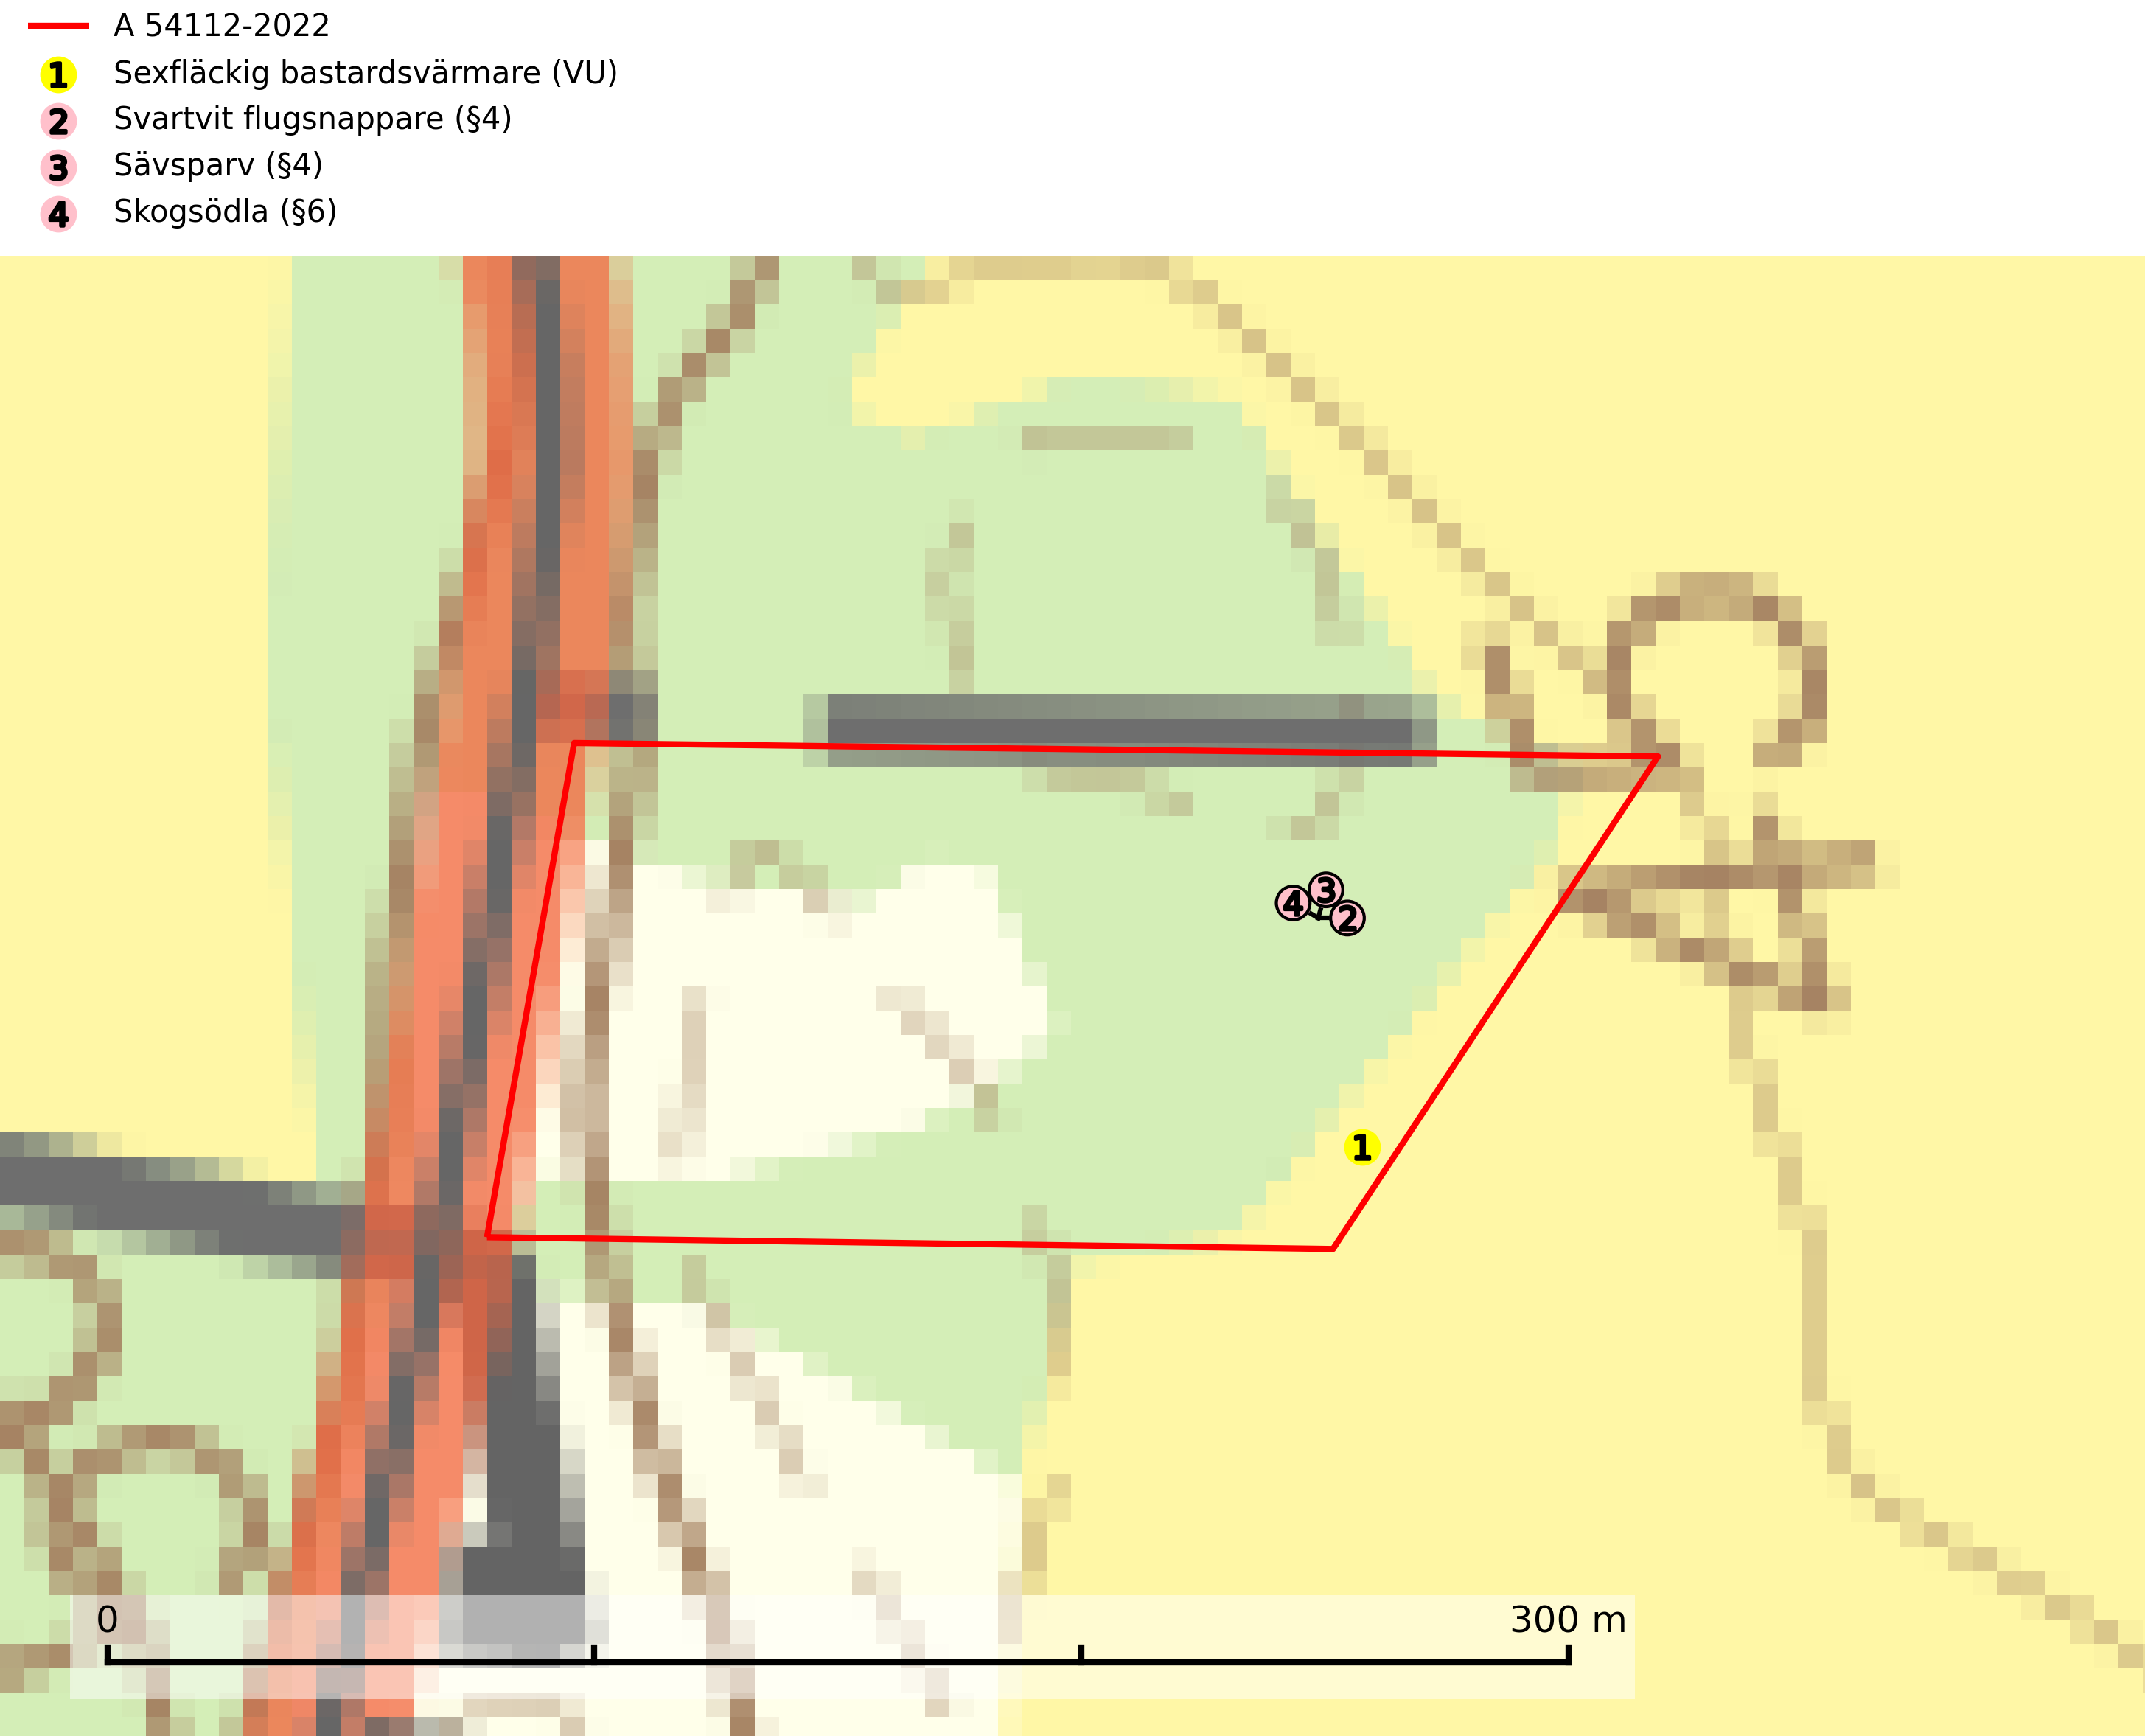 A 54112-2022
1 Sexfläckig bastardsvärmare (VU)
2 Svartvit flugsnappare (§4)
3 Sävsparv (§4)
4 Skogsödla (§6)
3
4
2
1
0 300 m